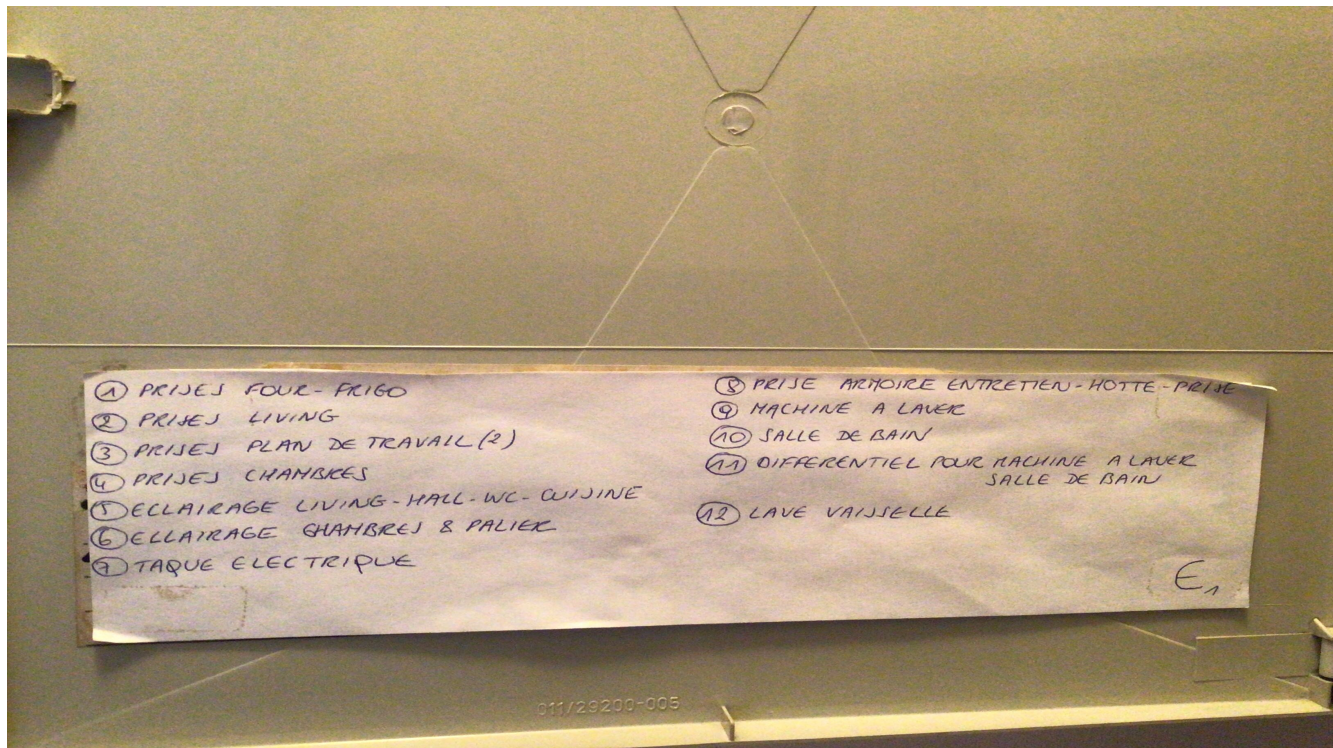 ① PRISES FOUR-FRIGO
② PRISES LIVING
③ PRISES PLAN DE TRAVAIL (2)
④ PRISES CHAMBRES
⑤ ECLAIRAGE LIVING-HALL-WC-CUISINE
⑥ ECLAIRAGE CHAMBRES & PALIER
⑦ TAQUE ELECTRIQUE
⑧ PRISE ARMOIRE ENTRETIEN-HOTTE-PRISE
⑨ MACHINE A LAVER
⑩ SALLE DE BAIN
⑪ DIFFERENTIEL POUR MACHINE A LAVER
SALLE DE BAIN
⑫ LAVE VAISSELLE
E1
011/29200-005